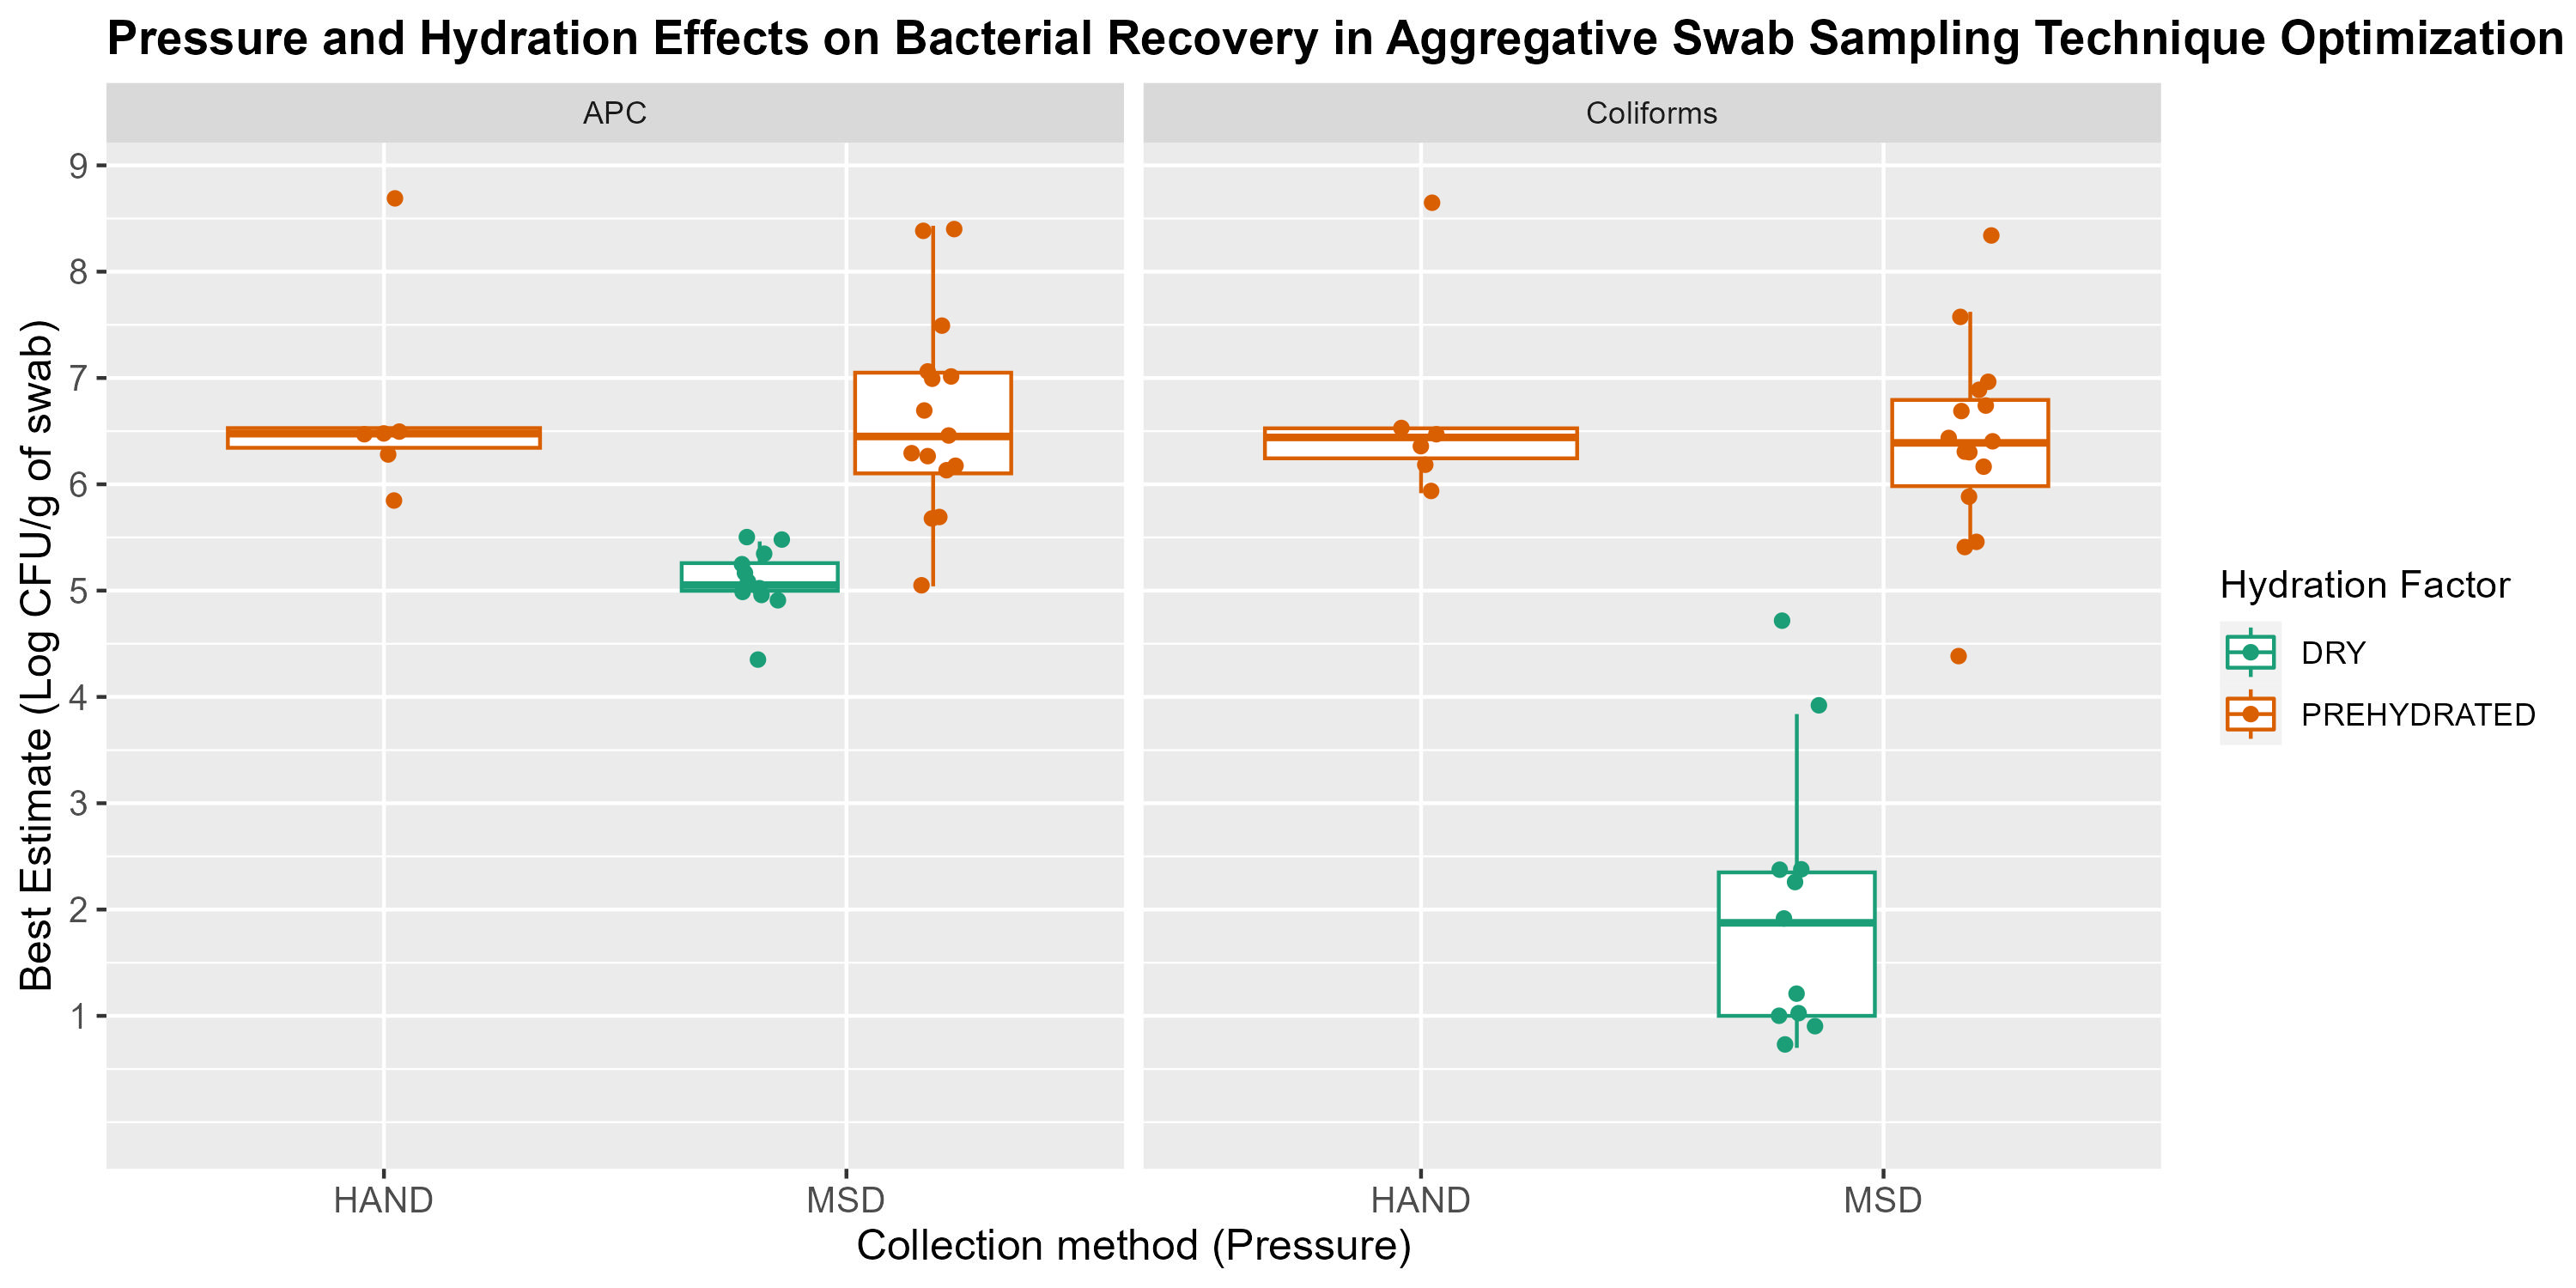 Pressure and Hydration Effects on Bacterial Recovery in Aggregative Swab Sampling Technique Optimization
APC
Coliforms
Best Estimate (Log CFU/g of swab)
9
8
7
6
5
4
3
2
1
HAND
MSD
HAND
MSD
Collection method (Pressure)
Hydration Factor
DRY
PREHYDRATED